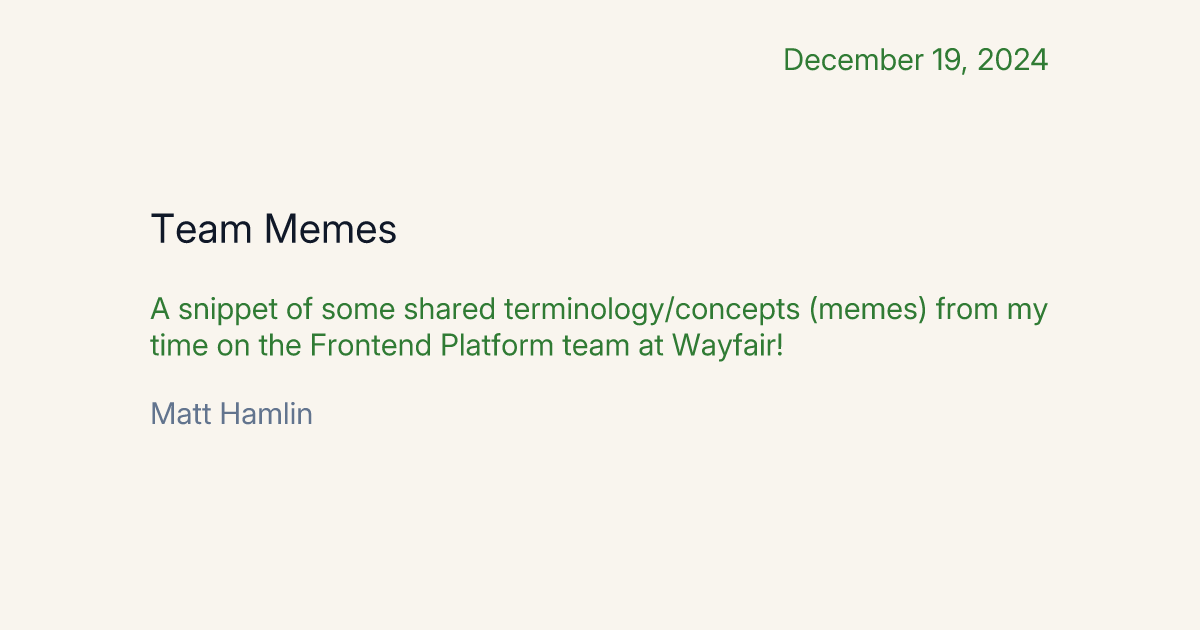 December 19, 2024
Team Memes
A snippet of some shared terminology/concepts (memes) from my
time on the Frontend Platform team at Wayfair!
Matt Hamlin